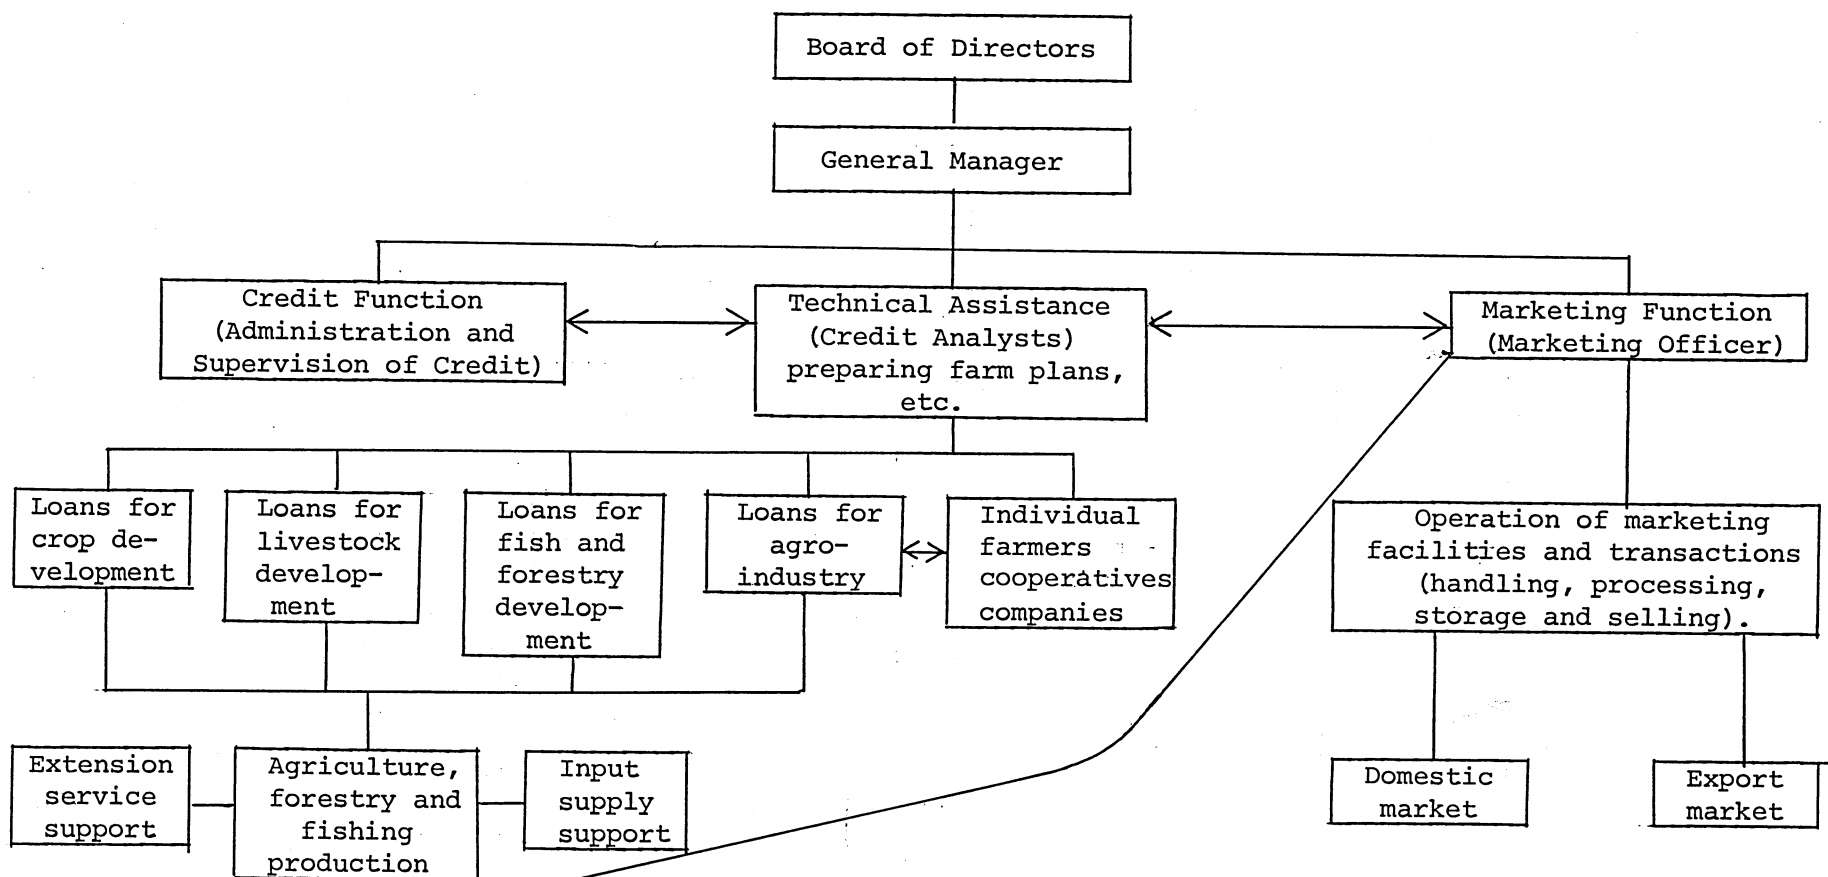 Board of Directors
General Manager
Credit Function
(Administration and
Supervision of Credit)
Technical Assistance
(Credit Analysts)
preparing farm plans,
etc.
Marketing Function
(Marketing Officer)
Loans for
crop de-
velopment
Loans for
livestock
develop-
ment
Loans for
fish and
forestry
develop-
ment
Loans for
agro-
industry
Individual
farmers
cooperatives
companies
Operation of marketing
facilities and transactions
(handling, processing,
storage and selling).
Extension
service
support
Agriculture,
forestry and
fishing
production
Input
supply
support
Domestic
market
Export
market